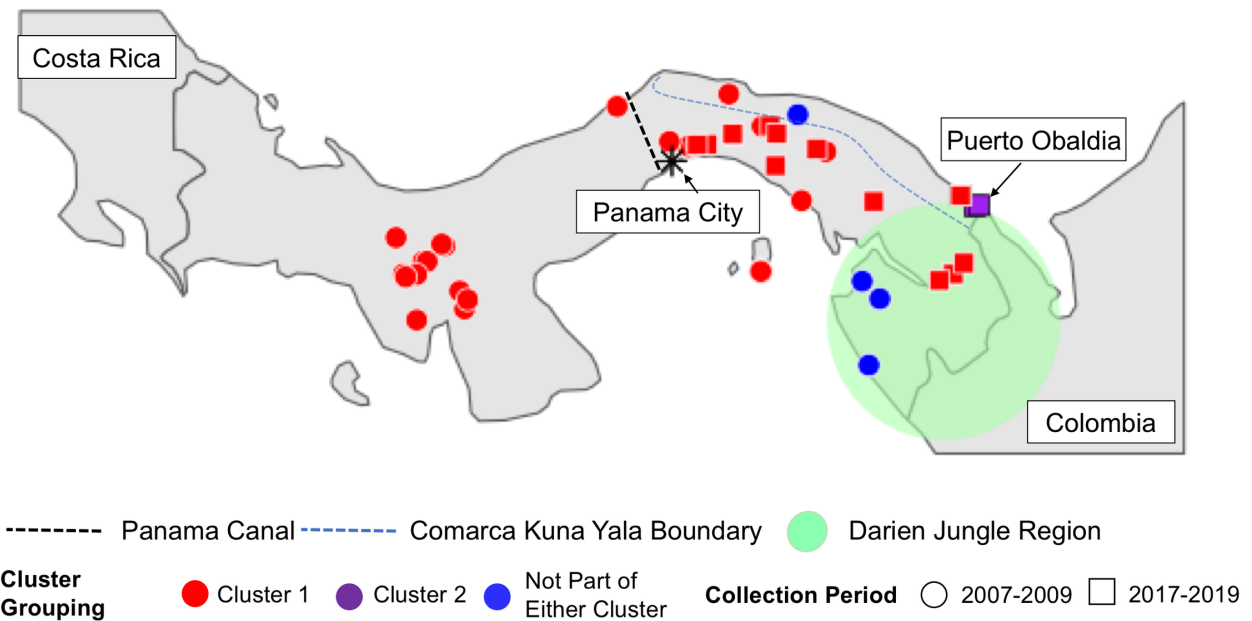 Costa Rica
Puerto Obaldia
Panama City
Colombia
Panama Canal
Comarca Kuna Yala Boundary
Darien Jungle Region
Cluster
Grouping
Cluster 1
Cluster 2
Not Part of
Either Cluster
Collection Period
2007-2009
2017-2019